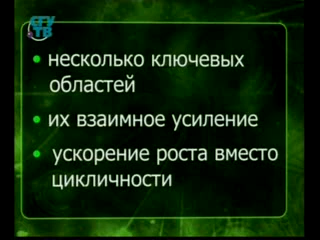 СГУ
ТВ
• несколько ключевых
областей
• их взаимное усиление
• ускорение роста вместо
цикличности